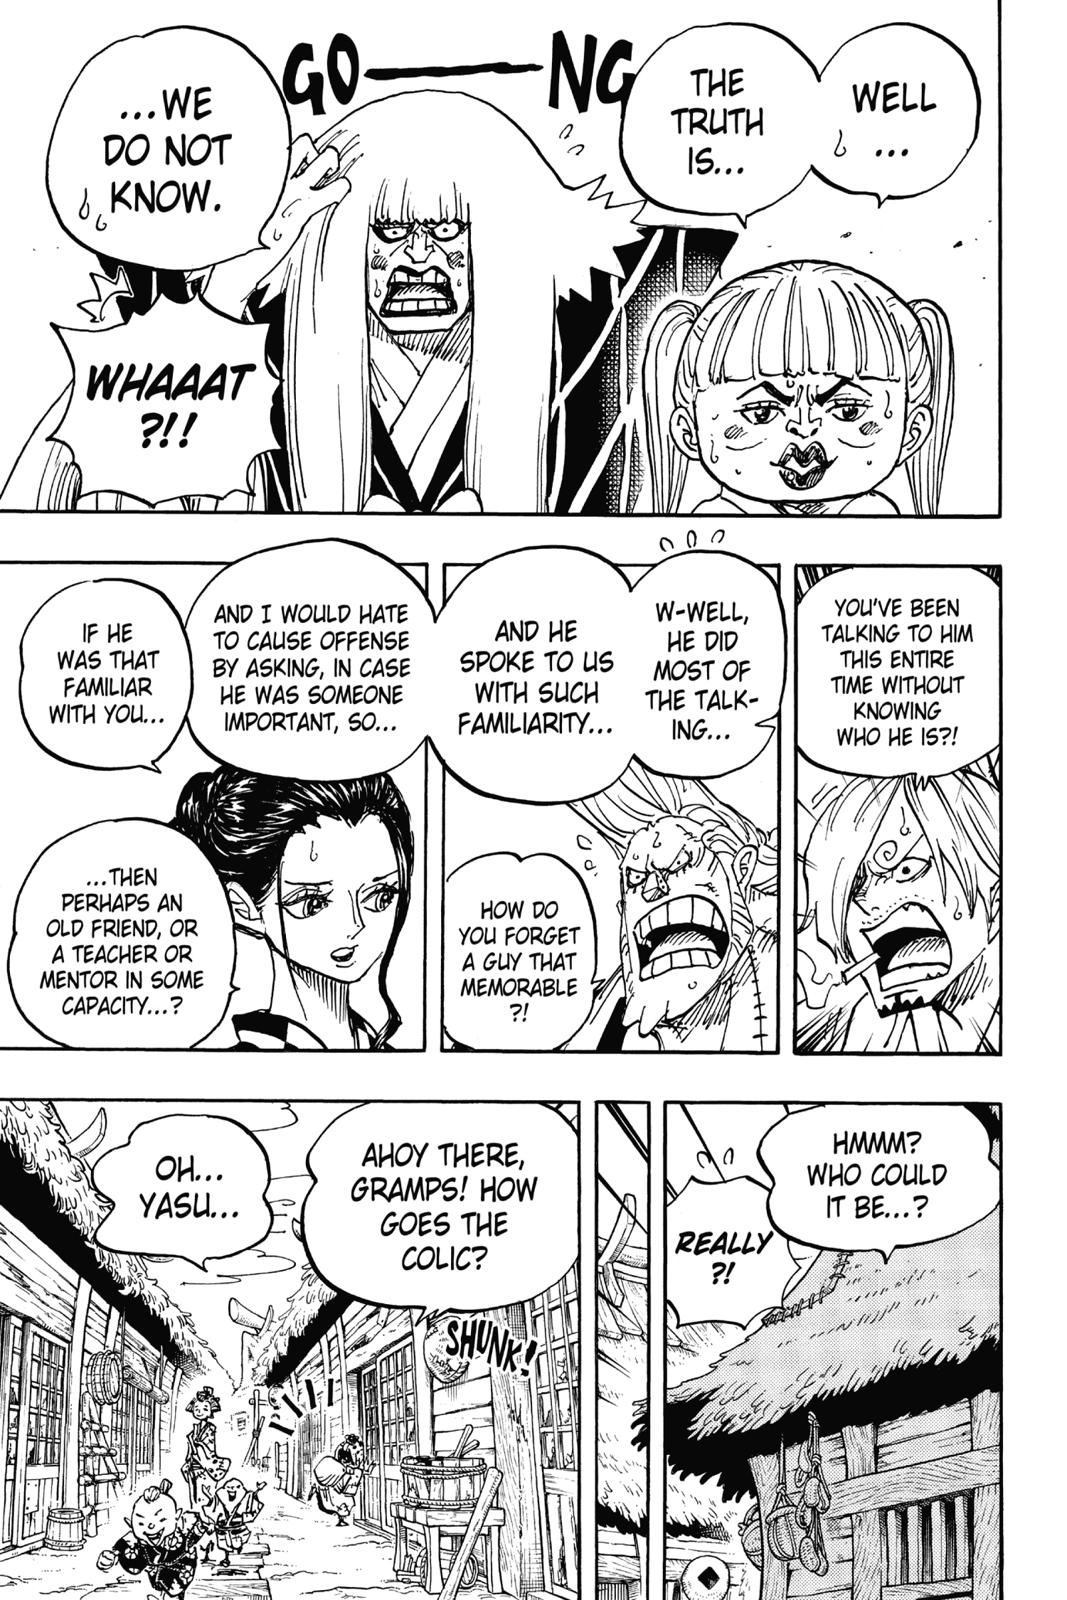 WELL
...
THE
TRUTH
IS...
GO—NG
...WE
DO NOT
KNOW.
WHAAAT
?!!
YOU'VE BEEN
TALKING TO HIM
THIS ENTIRE
TIME WITHOUT
KNOWING
WHO HE IS?!
W-WELL,
HE DID
MOST OF
THE TALK-
ING...
AND HE
SPOKE TO US
WITH SUCH
FAMILIARITY...
HOW DO
YOU FORGET
A GUY THAT
MEMORABLE
?!
AND I WOULD HATE
TO CAUSE OFFENSE
BY ASKING, IN CASE
HE WAS SOMEONE
IMPORTANT, SO...
IF HE
WAS THAT
FAMILIAR
WITH YOU...
...THEN
PERHAPS AN
OLD FRIEND, OR
A TEACHER OR
MENTOR IN SOME
CAPACITY...?
HMMM?
WHO COULD
IT BE...?
REALLY
?!
AHOY THERE,
GRAMPS! HOW
GOES THE
COLIC?
SHUNK!
OH...
YASU...